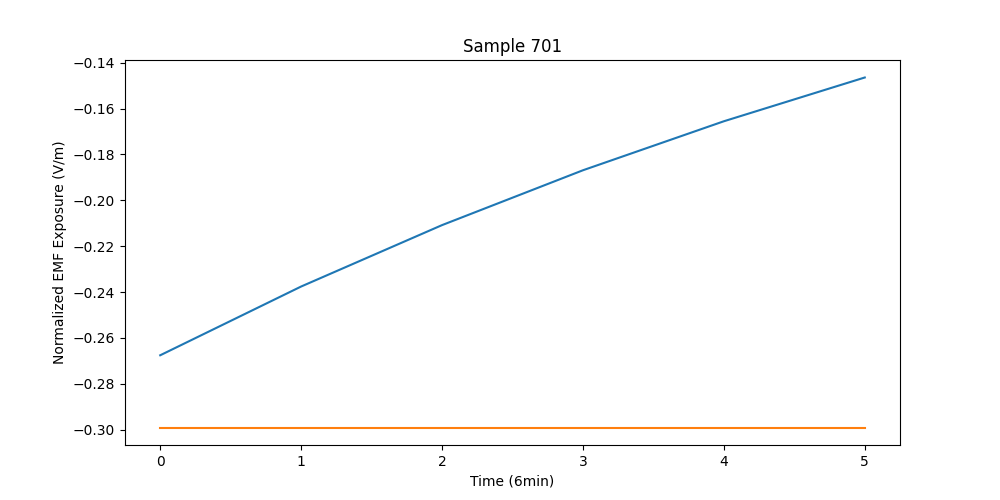 Sample 701
Normalized EMF Exposure (V/m)
−0.14
−0.16
−0.18
−0.20
−0.22
−0.24
−0.26
−0.28
−0.30
0 1 2 3 4 5
Time (6min)